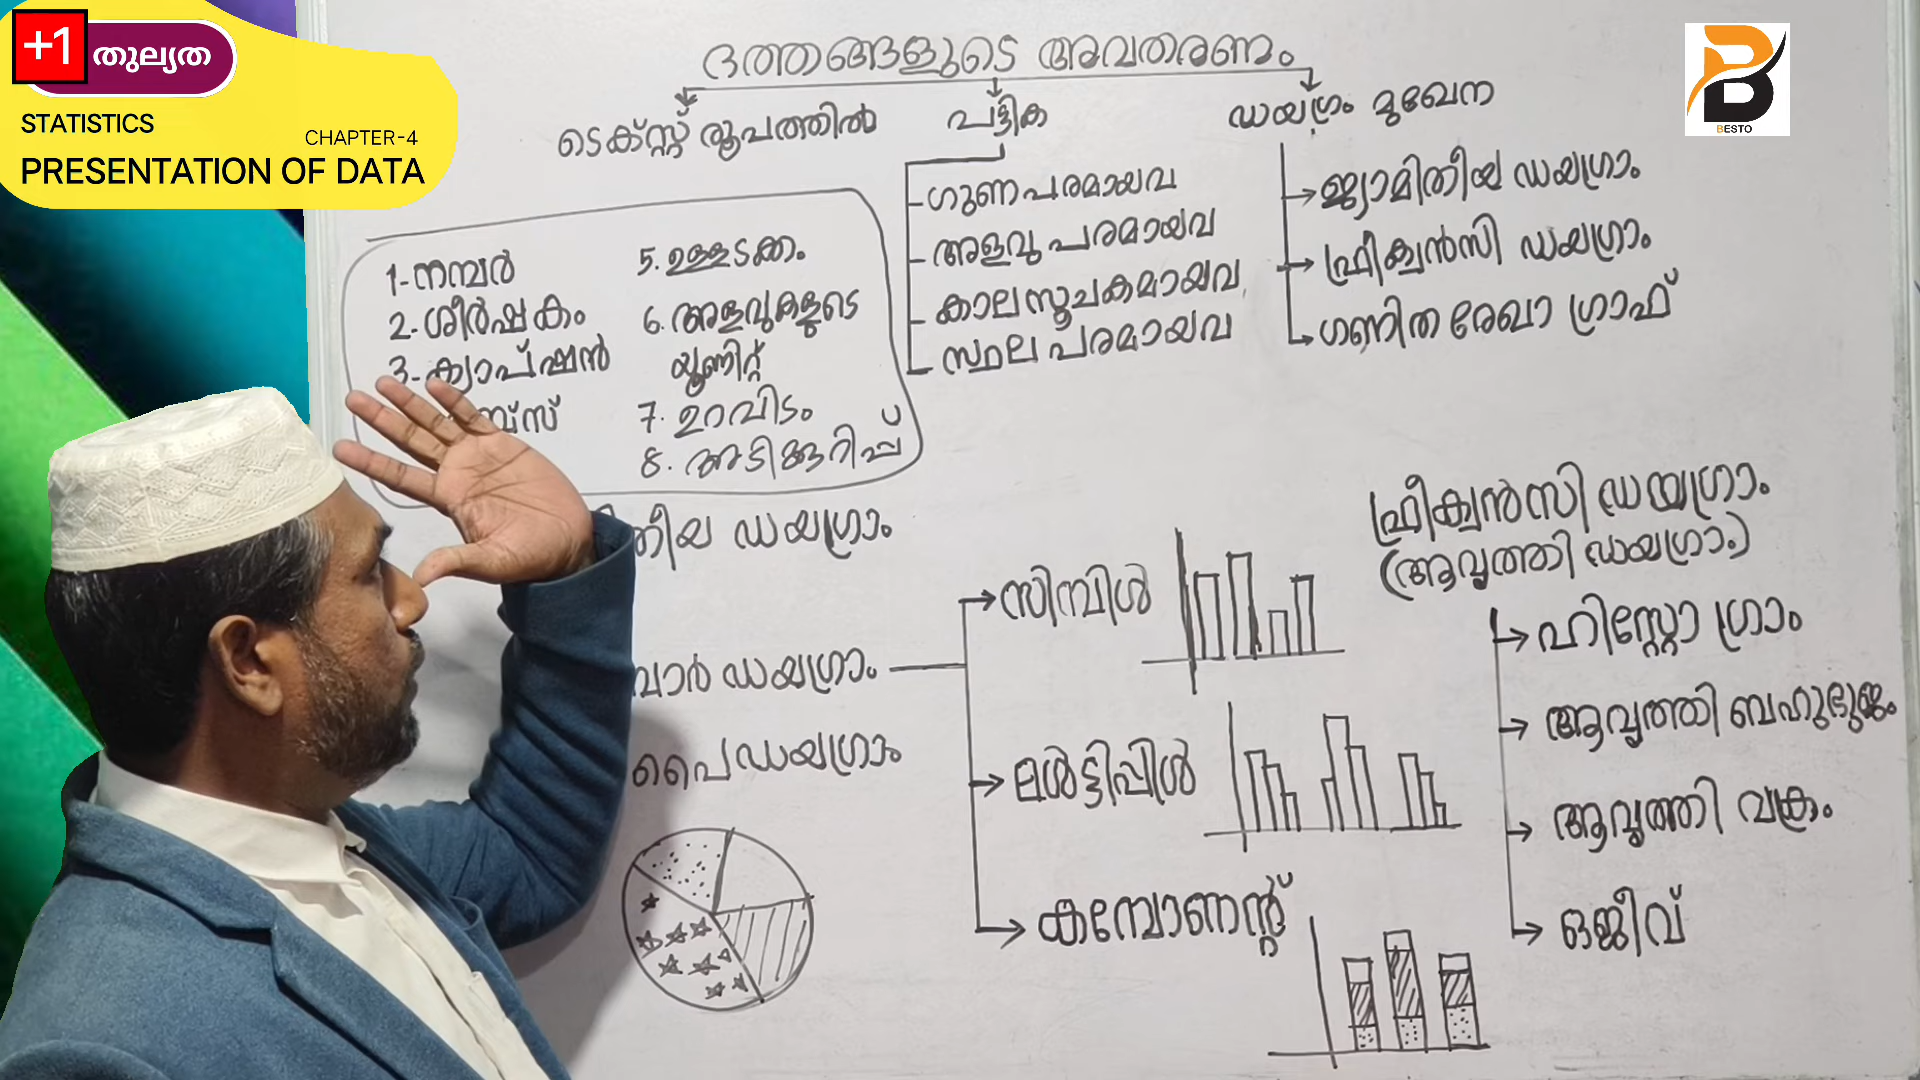 +1
തുല്യത
STATISTICS
CHAPTER-4
PRESENTATION OF DATA
B
BESTO
ദത്തങ്ങളുടെ അവതരണം
ടെക്സ്റ്റ് രൂപത്തിൽ
പട്ടിക
ഡയഗ്രം മുഖേന
ഗുണപരമായവ
അളവുപരമായവ
കാലസൂചകമായവ
സ്ഥലപരമായവ
ജ്യാമിതീയ ഡയഗ്രാം
ഫ്രീക്വൻസി ഡയഗ്രാം
ഗണിത രേഖാ ഗ്രാഫ്
1-നമ്പർ
2-ശീർഷകം
3-ക്യാപ്ഷൻ
5. ഉള്ളടക്കം
6. അളവുകളുടെ
യൂണിറ്റ്
7. ഉറവിടം
8. അടിക്കുറിപ്പ്
തീയ ഡയഗ്രാം
ബാർ ഡയഗ്രാം
പൈഡയഗ്രാം
സിമ്പിൾ
മൾട്ടിപ്പിൾ
കമ്പോണന്റ്
ഫ്രീക്വൻസി ഡയഗ്രാം
(ആവൃത്തി ഡയഗ്രാം)
ഹിസ്റ്റോഗ്രാം
ആവൃത്തി ബഹുഭുജം
ആവൃത്തി വക്രം
ഒജീവ്